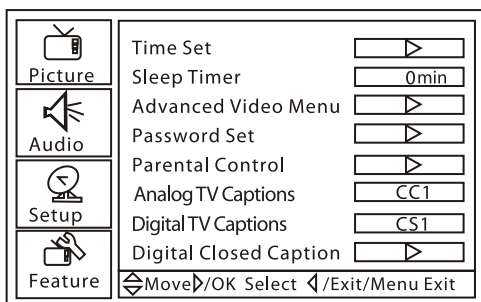 Picture
Audio
Setup
Feature
Time Set
Sleep Timer 0min
Advanced Video Menu
Password Set
Parental Control
Analog TV Captions CC1
Digital TV Captions CS1
Digital Closed Caption
Move /OK Select /Exit/Menu Exit